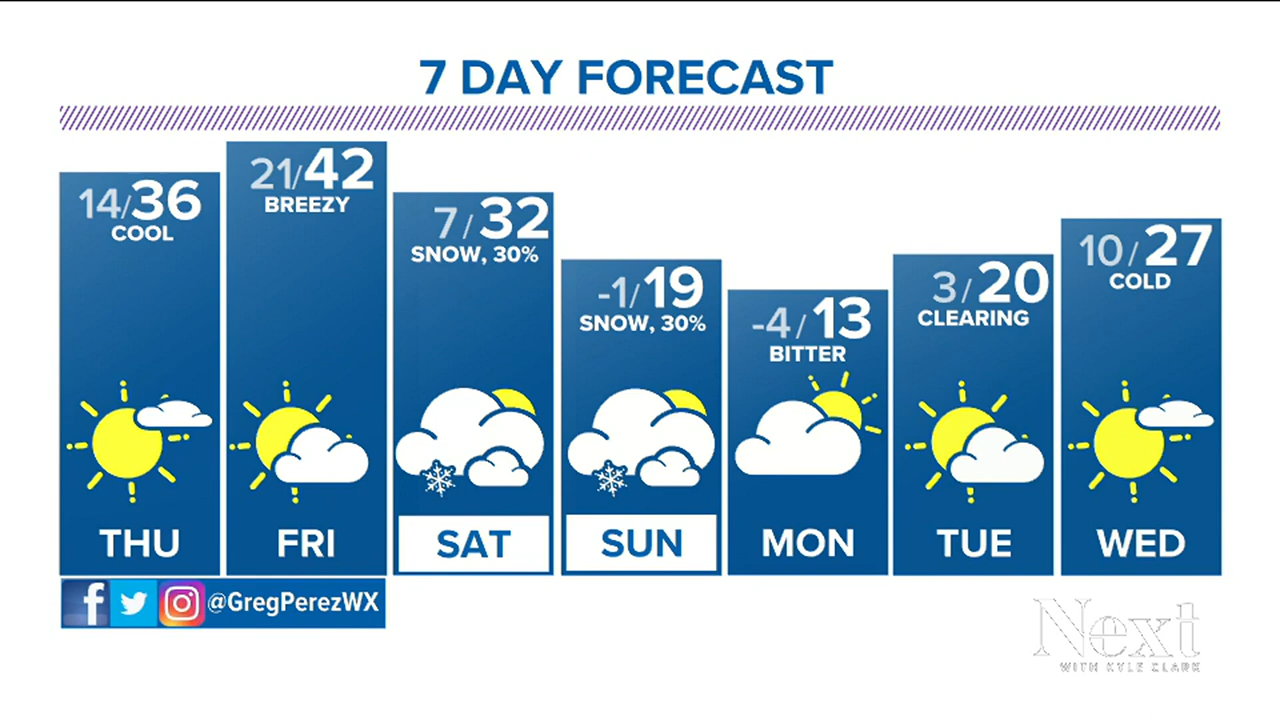 7 DAY FORECAST
14/36
COOL
21/42
BREEZY
7/32
SNOW, 30%
-1/19
SNOW, 30%
-4/13
BITTER
3/20
CLEARING
10/27
COLD
THU
FRI
SAT
SUN
MON
TUE
WED
f
@GregPerezWX
Next
WITH KYLE CLARK